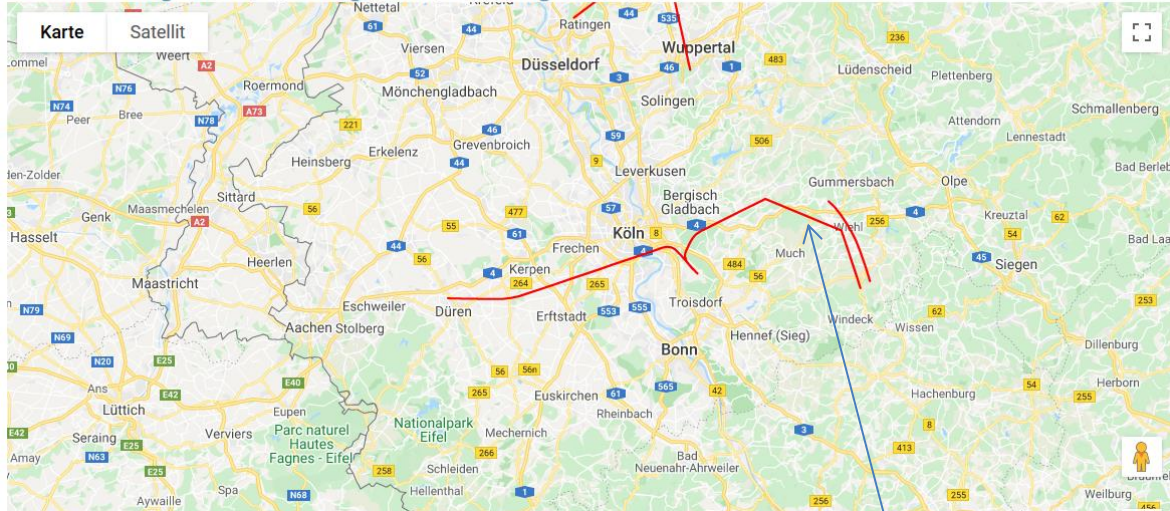 Karte
Satellit
Nettetal
Krefeld
Ratingen
44
535
61
44
Viersen
Wuppertal
Weert
A2
Düsseldorf
46
1
483
236
Lüdenscheid
Plettenberg
52
3
N76
Roermond
Mönchengladbach
Solingen
Schmallenberg
N74
Peer
Bree
A73
N78
221
46
59
Attendorn
Erkelenz
Grevenbroich
506
Lennestadt
Heinsberg
44
9
Leverkusen
Bad Berleb
den-Zolder
Gummersbach
Olpe
Sittard
Bergisch
Gladbach
Maasmechelen
56
477
57
4
Genk
A2
55
Köln
8
Wiehl
256
4
Kreuztal
62
Hasselt
61
54
Bad Laa
44
Frechen
4
Much
56
Heerlen
Kerpen
484
56
45
Siegen
Maastricht
4
264
265
Troisdorf
253
N79
Eschweiler
Düren
Erftstadt
553
555
62
Aachen
Stolberg
Windeck
Wissen
N69
Hennef (Sieg)
Dillenburg
N20
E25
Bonn
56
56n
E40
Ans
E42
265
Euskirchen
61
565
42
54
Herborn
Hachenburg
255
Lüttich
Eupen
Rheinbach
Nationalpark
Eifel
8
E42
Seraing
E25
Verviers
Parc naturel
Hautes
Fagnes - Eifel
Mechernich
3
Amay
N63
266
413
E25
258
Schleiden
Bad
Neuenahr-Ahrweiler
Braunfel
Spa
N68
Hellenthal
1
Aywaille
256
255
Weilburg
456